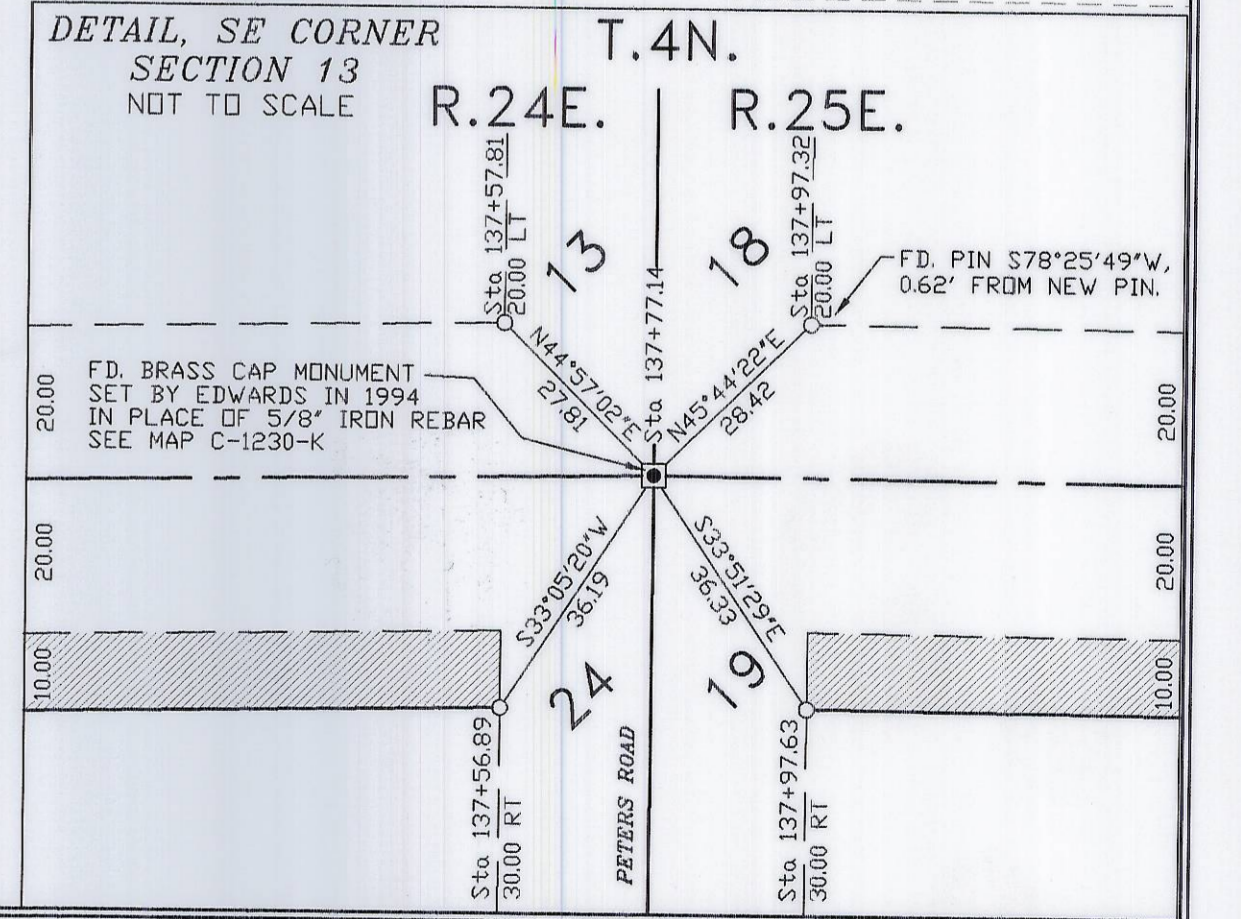 DETAIL, SE CORNER
SECTION 13
NOT TO SCALE
T.4N.
R.24E.
R.25E.
Sta 137+57.81
20.00 LT
13
Sta 137+77.14
18
Sta 137+97.32
20.00 LT
FD. PIN S78°25'49"W,
0.62' FROM NEW PIN.
N44°57'02"E
27.81
N45°44'22"E
28.42
20.00
FD. BRASS CAP MONUMENT
SET BY EDWARDS IN 1994
IN PLACE OF 5/8" IRON REBAR
SEE MAP C-1230-K
20.00
20.00
S33°05'20"W
36.19
S33°51'29"E
36.33
20.00
10.00
24
19
10.00
Sta 137+56.89
30.00 RT
PETERS ROAD
Sta 137+97.63
30.00 RT